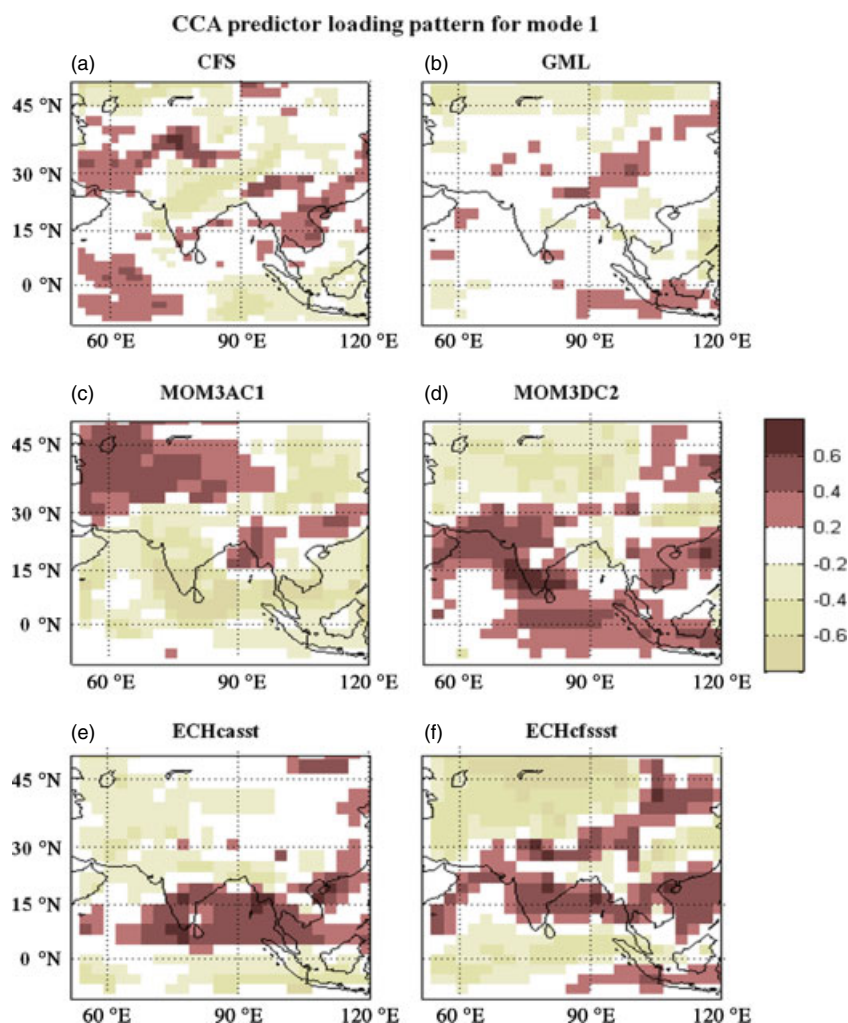 CCA predictor loading pattern for mode 1
(a) CFS
(b) GML
45 °N
30 °N
15 °N
0 °N
60 °E 90 °E 120 °E
60 °E 90 °E 120 °E
(c) MOM3AC1
(d) MOM3DC2
45 °N
30 °N
15 °N
0 °N
60 °E 90 °E 120 °E
60 °E 90 °E 120 °E
0.6
0.4
0.2
-0.2
-0.4
-0.6
(e) ECHcasst
(f) ECHcfssst
45 °N
30 °N
15 °N
0 °N
60 °E 90 °E 120 °E
60 °E 90 °E 120 °E